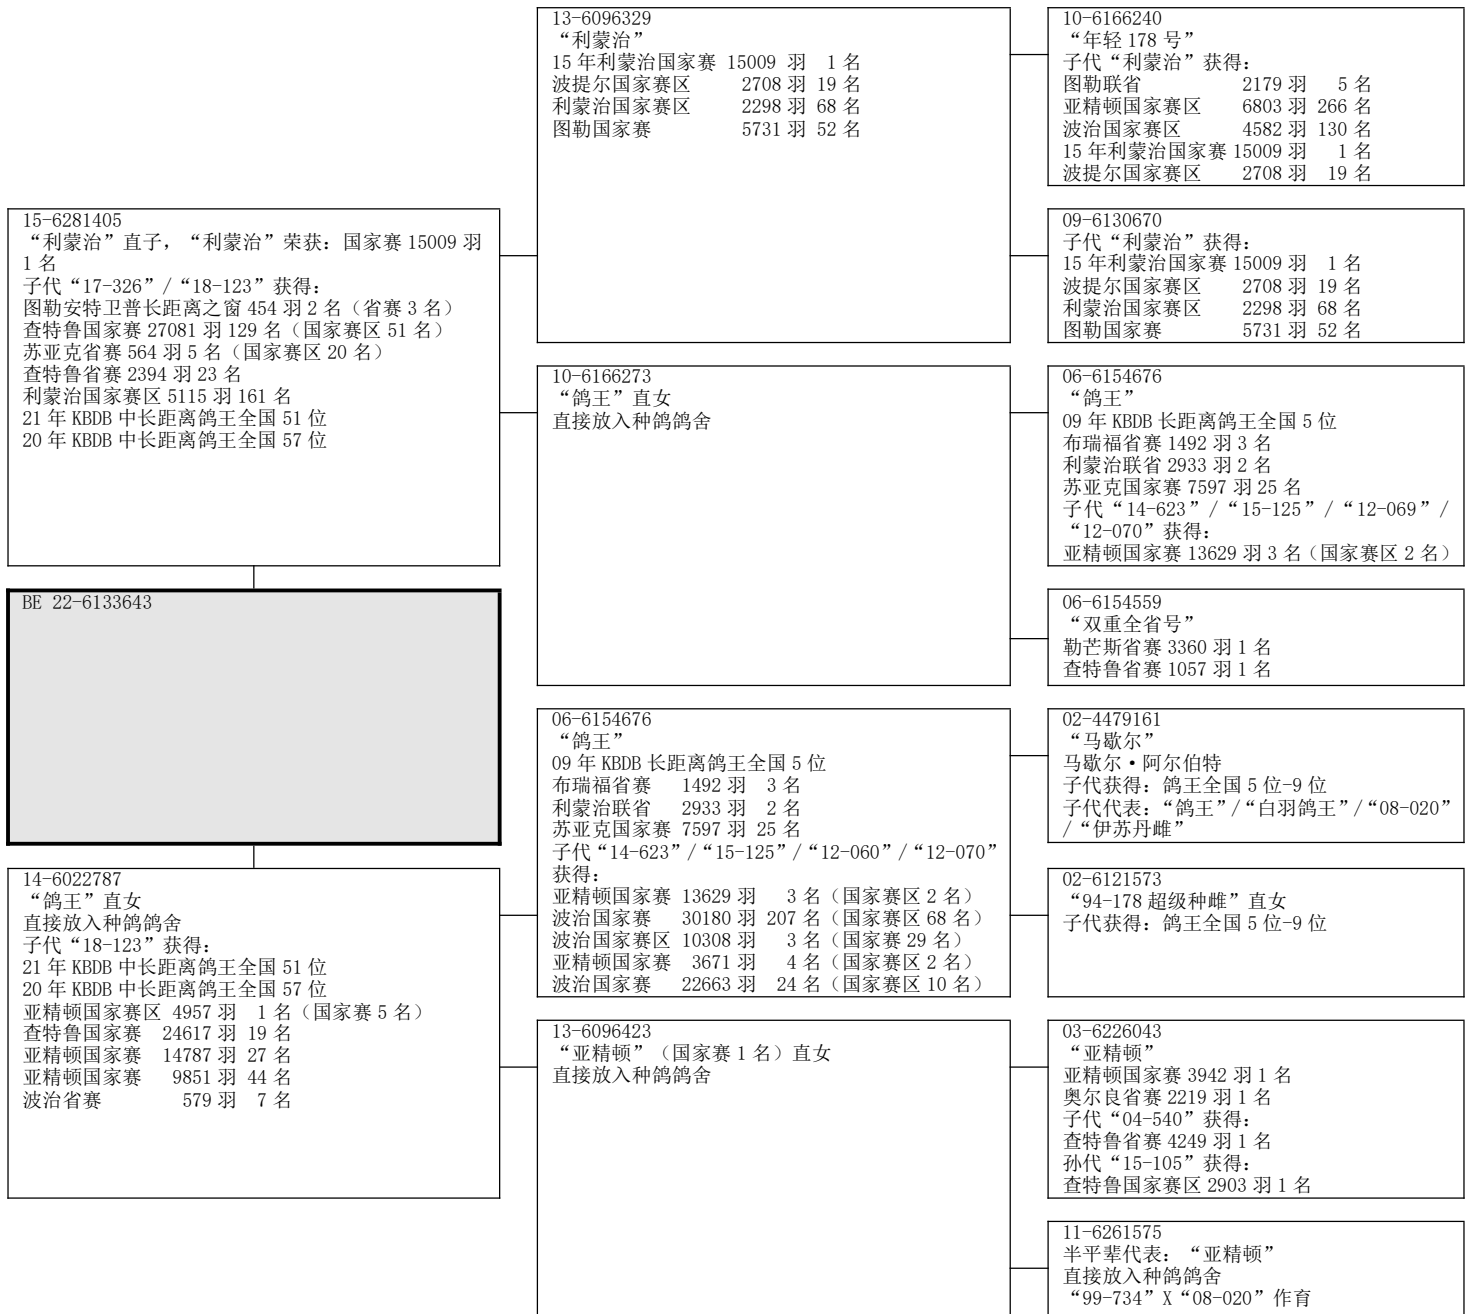 13-6096329
“利蒙治”
15年利蒙治国家赛 15009 羽 1 名
波提尔国家赛区 2708 羽 19 名
利蒙治国家赛区 2298 羽 68 名
图勒国家赛 5731 羽 52 名
10-6166240
“年轻 178 号”
子代“利蒙治”获得：
图勒联省 2179 羽 5 名
亚精顿国家赛区 6803 羽 266 名
波治国家赛区 4582 羽 130 名
15 年利蒙治国家赛 15009 羽 1 名
波提尔国家赛区 2708 羽 19 名
15-6281405
“利蒙治”直子，“利蒙治”荣获：国家赛 15009 羽
1 名
子代“17-326”/“18-123”获得：
图勒安特卫普长距离之窗 454 羽 2 名（省赛 3 名）
查特鲁国家赛 27081 羽 129 名（国家赛区 51 名）
苏亚克省赛 564 羽 5 名（国家赛区 20 名）
查特鲁省赛 2394 羽 23 名
利蒙治国家赛区 5115 羽 161 名
21 年 KBDB 中长距离鸽王全国 51 位
20 年 KBDB 中长距离鸽王全国 57 位
09-6130670
子代“利蒙治”获得：
15 年利蒙治国家赛 15009 羽 1 名
波提尔国家赛区 2708 羽 19 名
利蒙治国家赛区 2298 羽 68 名
图勒国家赛 5731 羽 52 名
10-6166273
“鸽王”直女
直接放入种鸽鸽舍
06-6154676
“鸽王”
09 年 KBDB 长距离鸽王全国 5 位
布瑞福省赛 1492 羽 3 名
利蒙治联省 2933 羽 2 名
苏亚克国家赛 7597 羽 25 名
子代“14-623”/“15-125”/“12-069”/
“12-070”获得：
亚精顿国家赛 13629 羽 3 名（国家赛区 2 名）
BE 22-6133643
06-6154559
“双重全省号”
勒芒斯省赛 3360 羽 1 名
查特鲁省赛 1057 羽 1 名
06-6154676
“鸽王”
09 年 KBDB 长距离鸽王全国 5 位
布瑞福省赛 1492 羽 3 名
利蒙治联省 2933 羽 2 名
苏亚克国家赛 7597 羽 25 名
子代“14-623”/“15-125”/“12-060”/“12-070”
获得：
亚精顿国家赛 13629 羽 3 名（国家赛区 2 名）
波治国家赛 30180 羽 207 名（国家赛区 68 名）
波治国家赛区 10308 羽 3 名（国家赛 29 名）
亚精顿国家赛 3671 羽 4 名（国家赛区 2 名）
波治国家赛 22663 羽 24 名（国家赛区 10 名）
02-4479161
“马歇尔”
马歇尔•阿尔伯特
子代获得：鸽王全国 5 位-9 位
子代代表：“鸽王”/“白羽鸽王”/“08-020”
/“伊苏丹雌”
14-6022787
“鸽王”直女
直接放入种鸽鸽舍
子代“18-123”获得：
21 年 KBDB 中长距离鸽王全国 51 位
20 年 KBDB 中长距离鸽王全国 57 位
亚精顿国家赛区 4957 羽 1 名（国家赛 5 名）
查特鲁国家赛 24617 羽 19 名
亚精顿国家赛 14787 羽 27 名
亚精顿国家赛 9851 羽 44 名
波治省赛 579 羽 7 名
02-6121573
“94-178 超级种雌”直女
子代获得：鸽王全国 5 位-9 位
13-6096423
“亚精顿”（国家赛 1 名）直女
直接放入种鸽鸽舍
03-6226043
“亚精顿”
亚精顿国家赛 3942 羽 1 名
奥尔良省赛 2219 羽 1 名
子代“04-540”获得：
查特鲁省赛 4249 羽 1 名
孙代“15-105”获得：
查特鲁国家赛区 2903 羽 1 名
11-6261575
半平辈代表：“亚精顿”
直接放入种鸽鸽舍
“99-734”X“08-020”作育